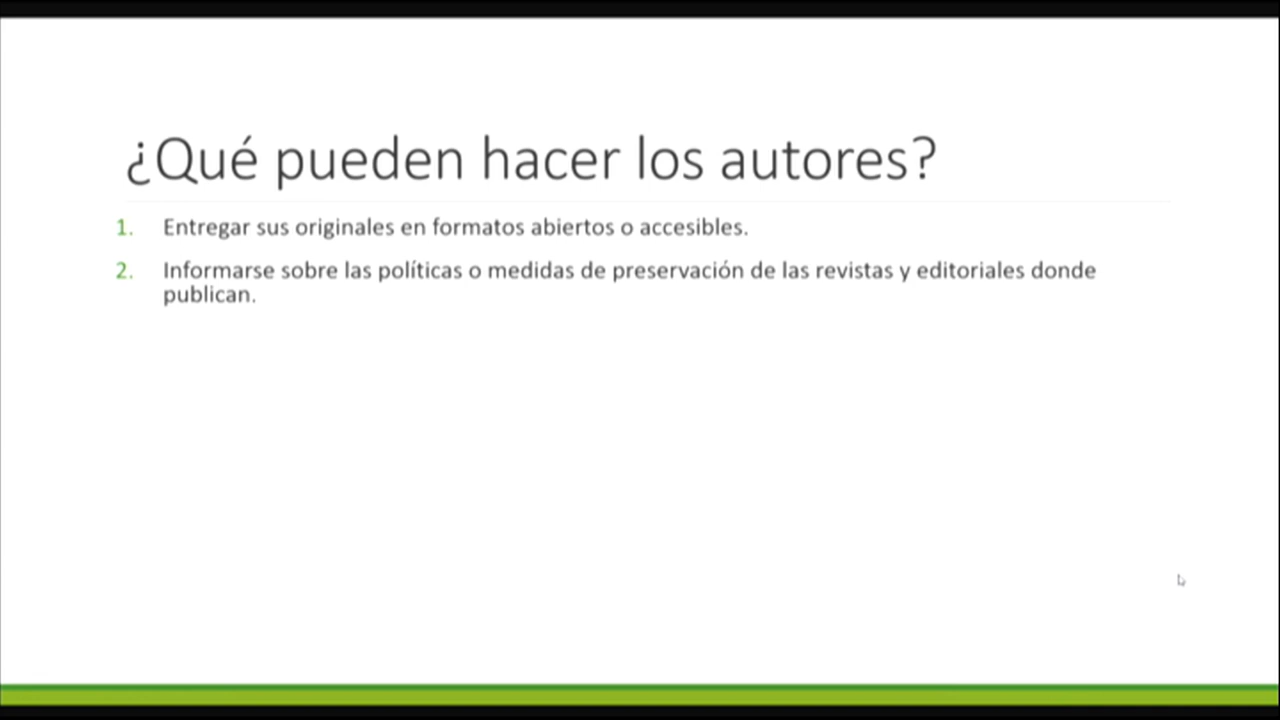 ¿Qué pueden hacer los autores?
1. Entregar sus originales en formatos abiertos o accesibles.
2. Informarse sobre las políticas o medidas de preservación de las revistas y editoriales donde
publican.